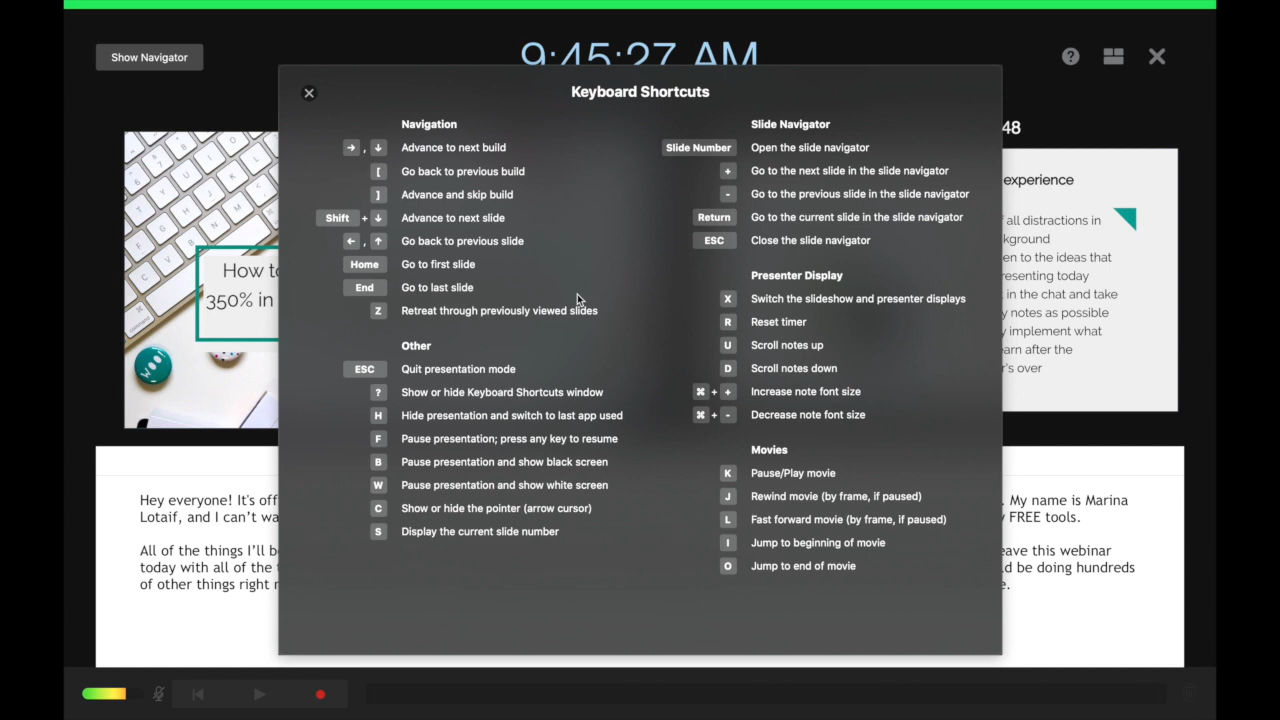 Show Navigator
9:45:27 AM
Keyboard Shortcuts
Navigation
→ , ↓ Advance to next build
[ Go back to previous build
] Advance and skip build
Shift + ↓ Advance to next slide
← , ↑ Go back to previous slide
Home Go to first slide
End Go to last slide
Z Retreat through previously viewed slides
Other
ESC Quit presentation mode
? Show or hide Keyboard Shortcuts window
H Hide presentation and switch to last app used
F Pause presentation; press any key to resume
B Pause presentation and show black screen
W Pause presentation and show white screen
C Show or hide the pointer (arrow cursor)
S Display the current slide number
Slide Navigator
Slide Number Open the slide navigator
+ Go to the next slide in the slide navigator
- Go to the previous slide in the slide navigator
Return Go to the current slide in the slide navigator
ESC Close the slide navigator
Presenter Display
X Switch the slideshow and presenter displays
R Reset timer
U Scroll notes up
D Scroll notes down
⌘ + + Increase note font size
⌘ + - Decrease note font size
Movies
K Pause/Play movie
J Rewind movie (by frame, if paused)
L Fast forward movie (by frame, if paused)
I Jump to beginning of movie
O Jump to end of movie
How to
350% in
WOO!
command
48
experience
all distractions in
kground
en to the ideas that
resenting today
in the chat and take
y notes as possible
y implement what
earn after the
r's over
Hey everyone! It's off
. My name is Marina
Lotaif, and I can't wa
FREE tools.
All of the things I'll b
eave this webinar
today with all of the
d be doing hundreds
of other things right
e.